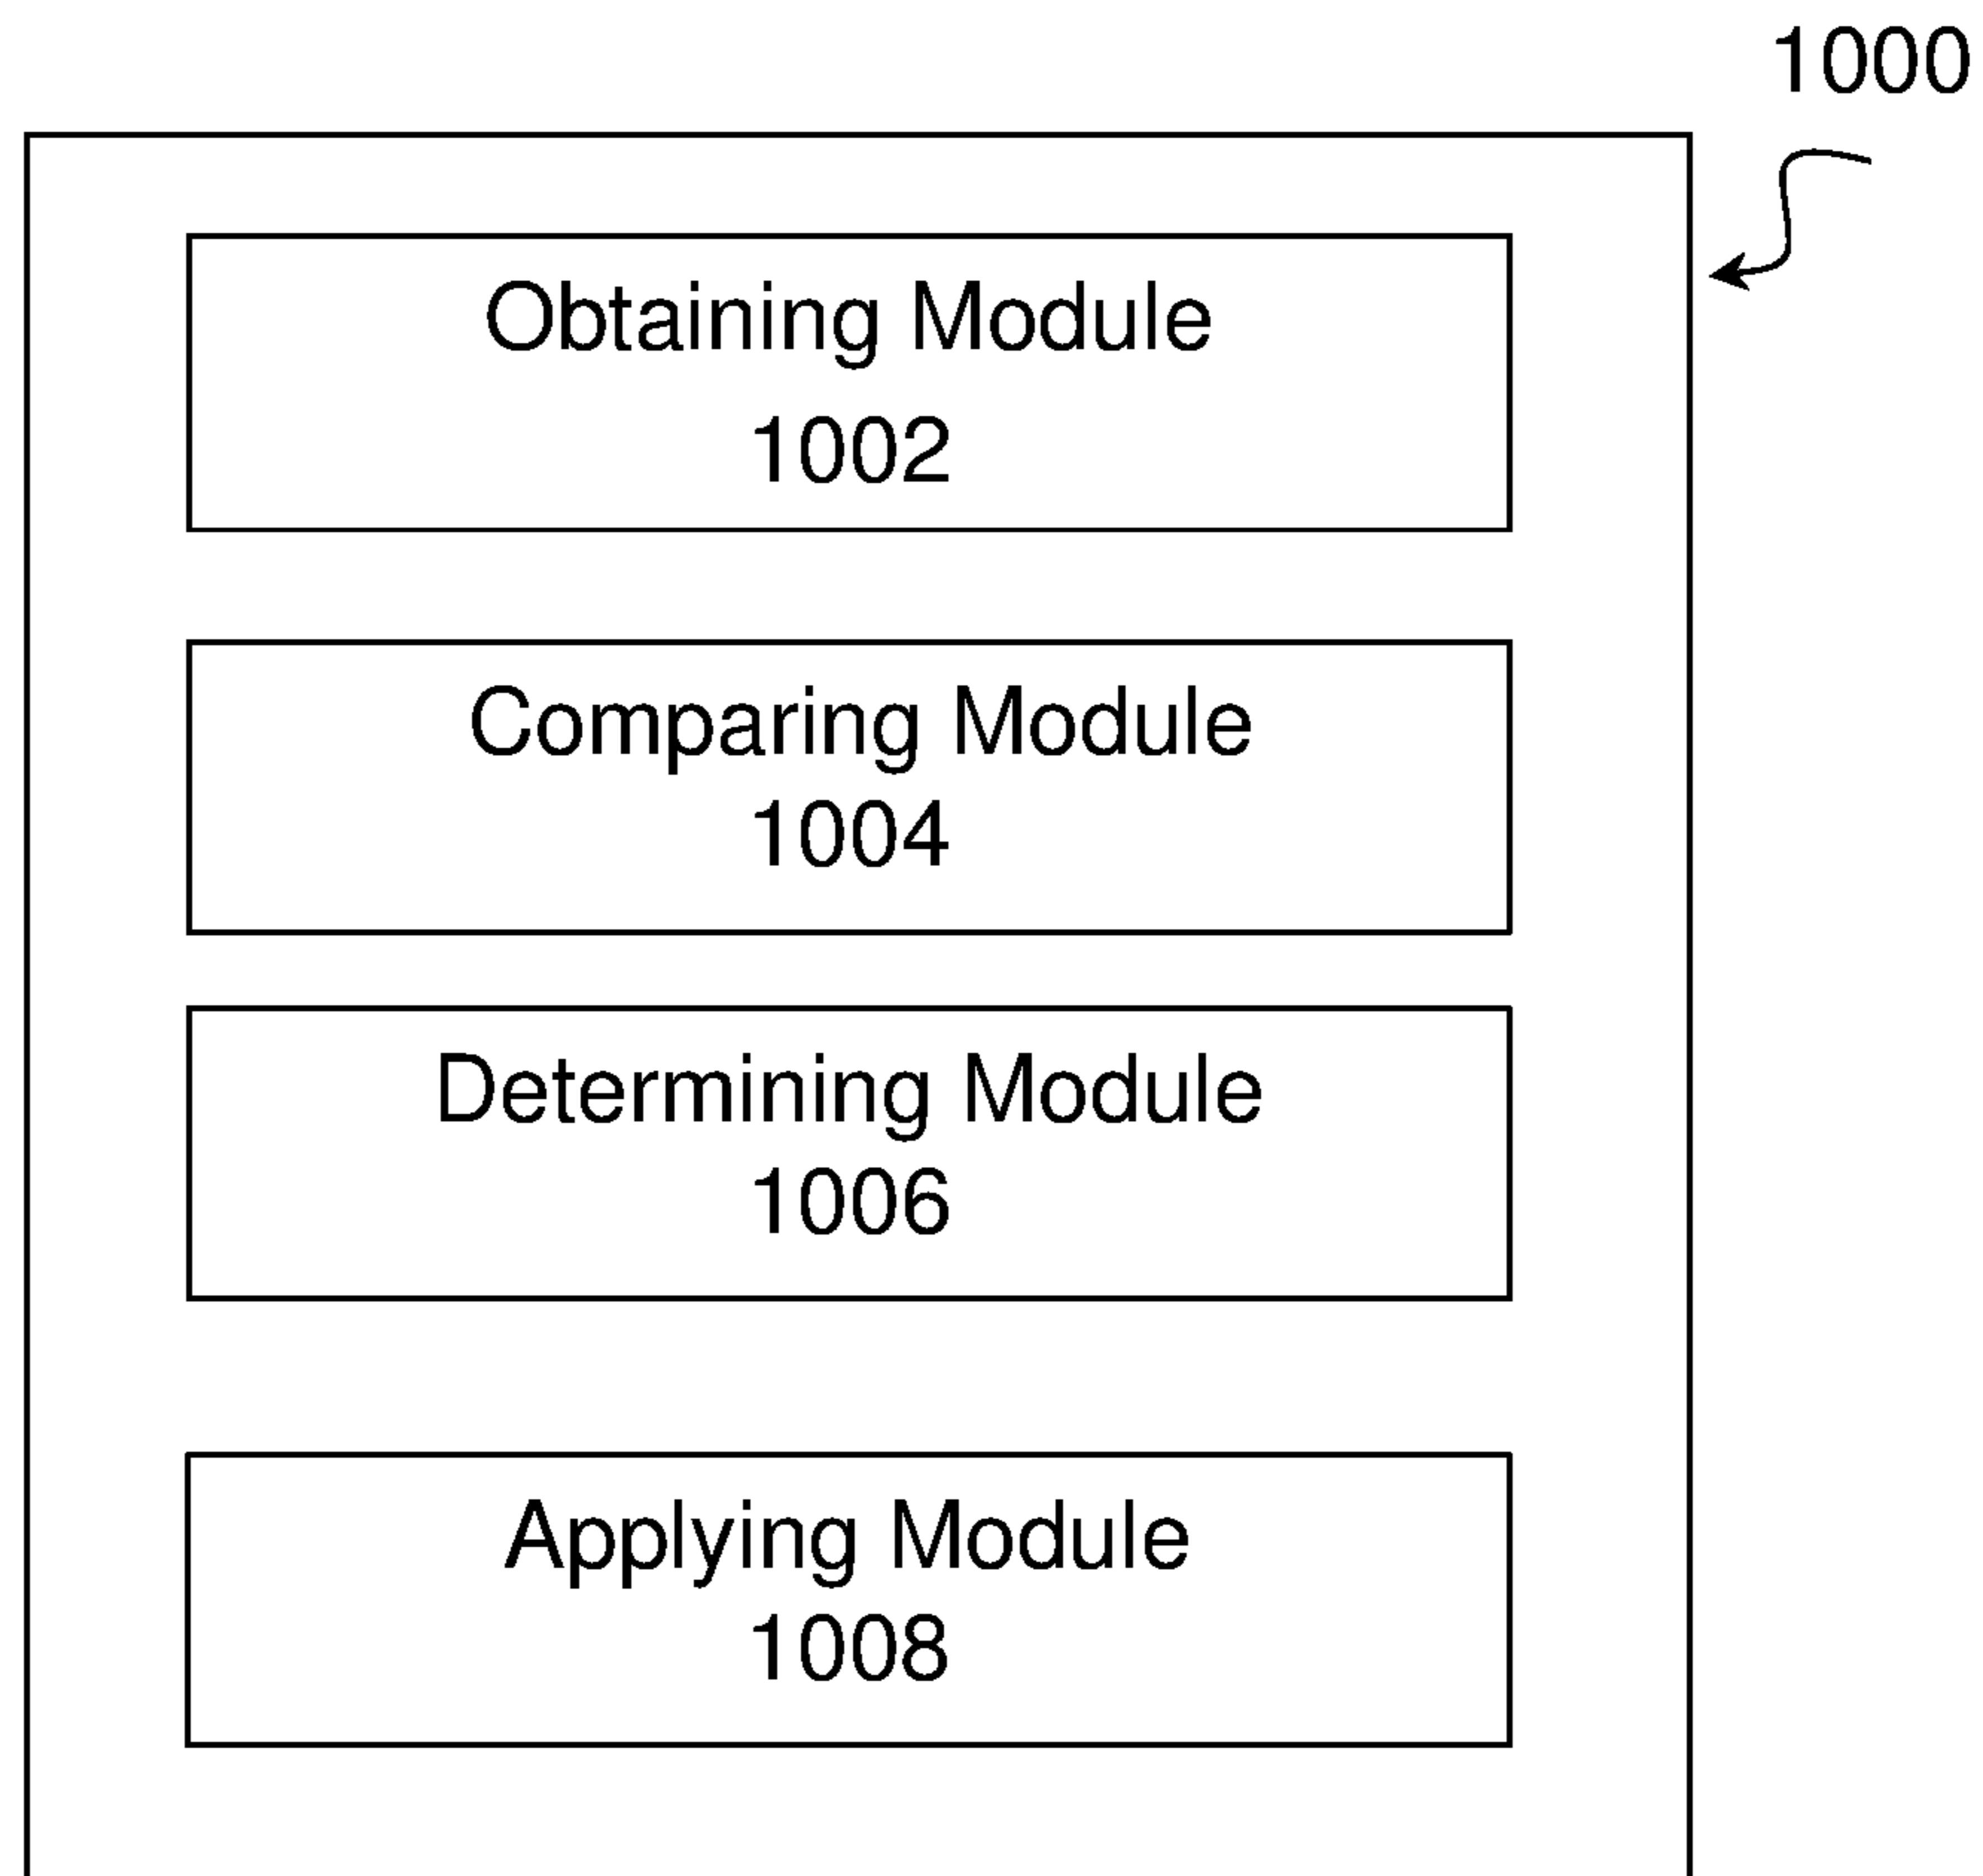 1000
Obtaining Module
1002
Comparing Module
1004
Determining Module
1006
Applying Module
1008